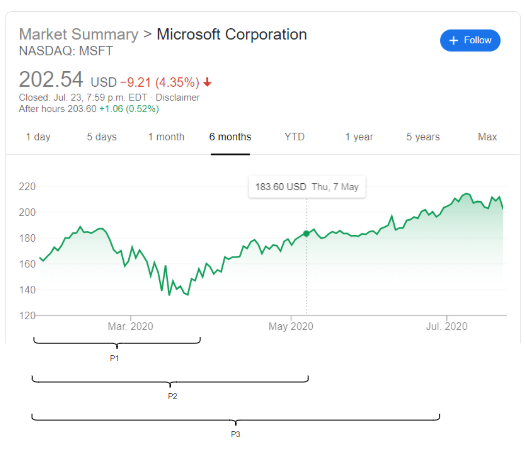 Market Summary > Microsoft Corporation
NASDAQ: MSFT
+ Follow
202.54 USD −9.21 (4.35%) ↓
Closed: Jul. 23, 7:59 p.m. EDT · Disclaimer
After hours 203.60 +1.06 (0.52%)
1 day 5 days 1 month 6 months YTD 1 year 5 years Max
183.60 USD Thu, 7 May
220
200
180
160
140
120
Mar. 2020 May 2020 Jul. 2020
P1
P2
P3